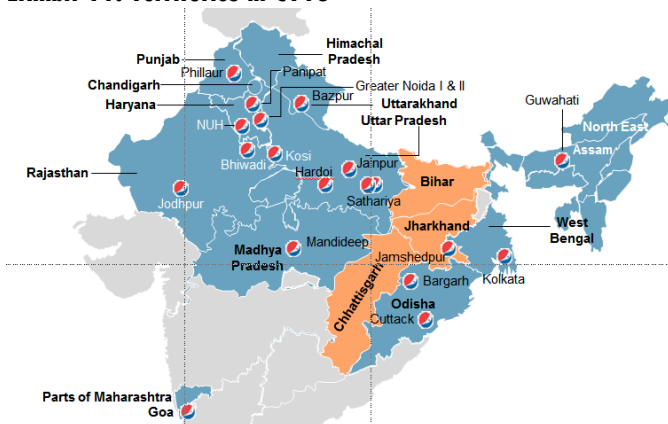 Himachal
Pradesh
Punjab
Phillaur
Panipat
Chandigarh
Greater Noida I & II
Haryana
Bazpur
Uttarakhand
Uttar Pradesh
Guwahati
NUH
North East
Assam
Bhiwadi
Kosi
Janpur
Rajasthan
Hardoi
Bihar
Sathariya
Jodhpur
Jharkhand
West
Bengal
Madhya
Pradesh
Mandideep
Jamshedpur
Kolkata
Bargarh
Chhattisgarh
Odisha
Cuttack
Parts of Maharashtra
Goa